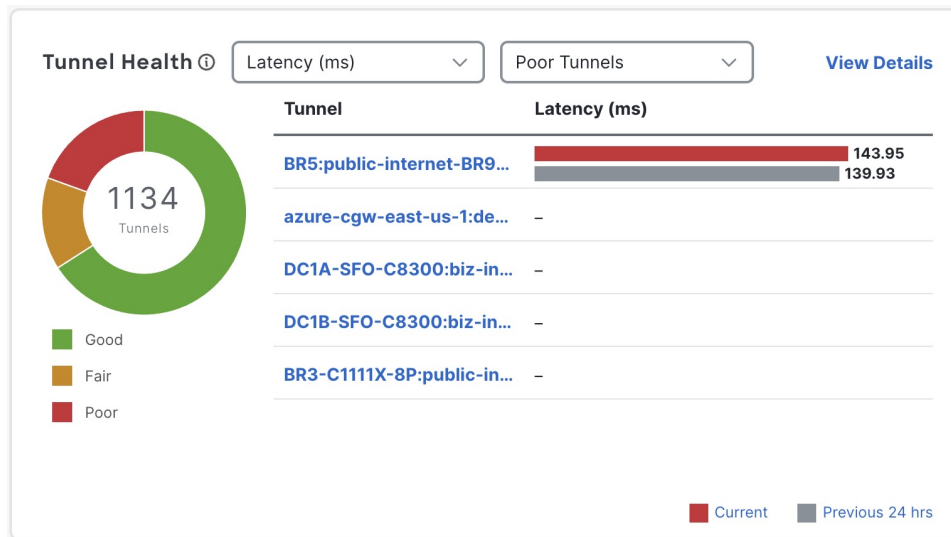 Tunnel Health Latency (ms) Poor Tunnels View Details
Tunnel Latency (ms)
BR5:public-internet-BR9... 143.95
139.93
azure-cgw-east-us-1:de... –
DC1A-SFO-C8300:biz-in... –
DC1B-SFO-C8300:biz-in... –
BR3-C1111X-8P:public-in... –
1134
Tunnels
Good
Fair
Poor
Current Previous 24 hrs